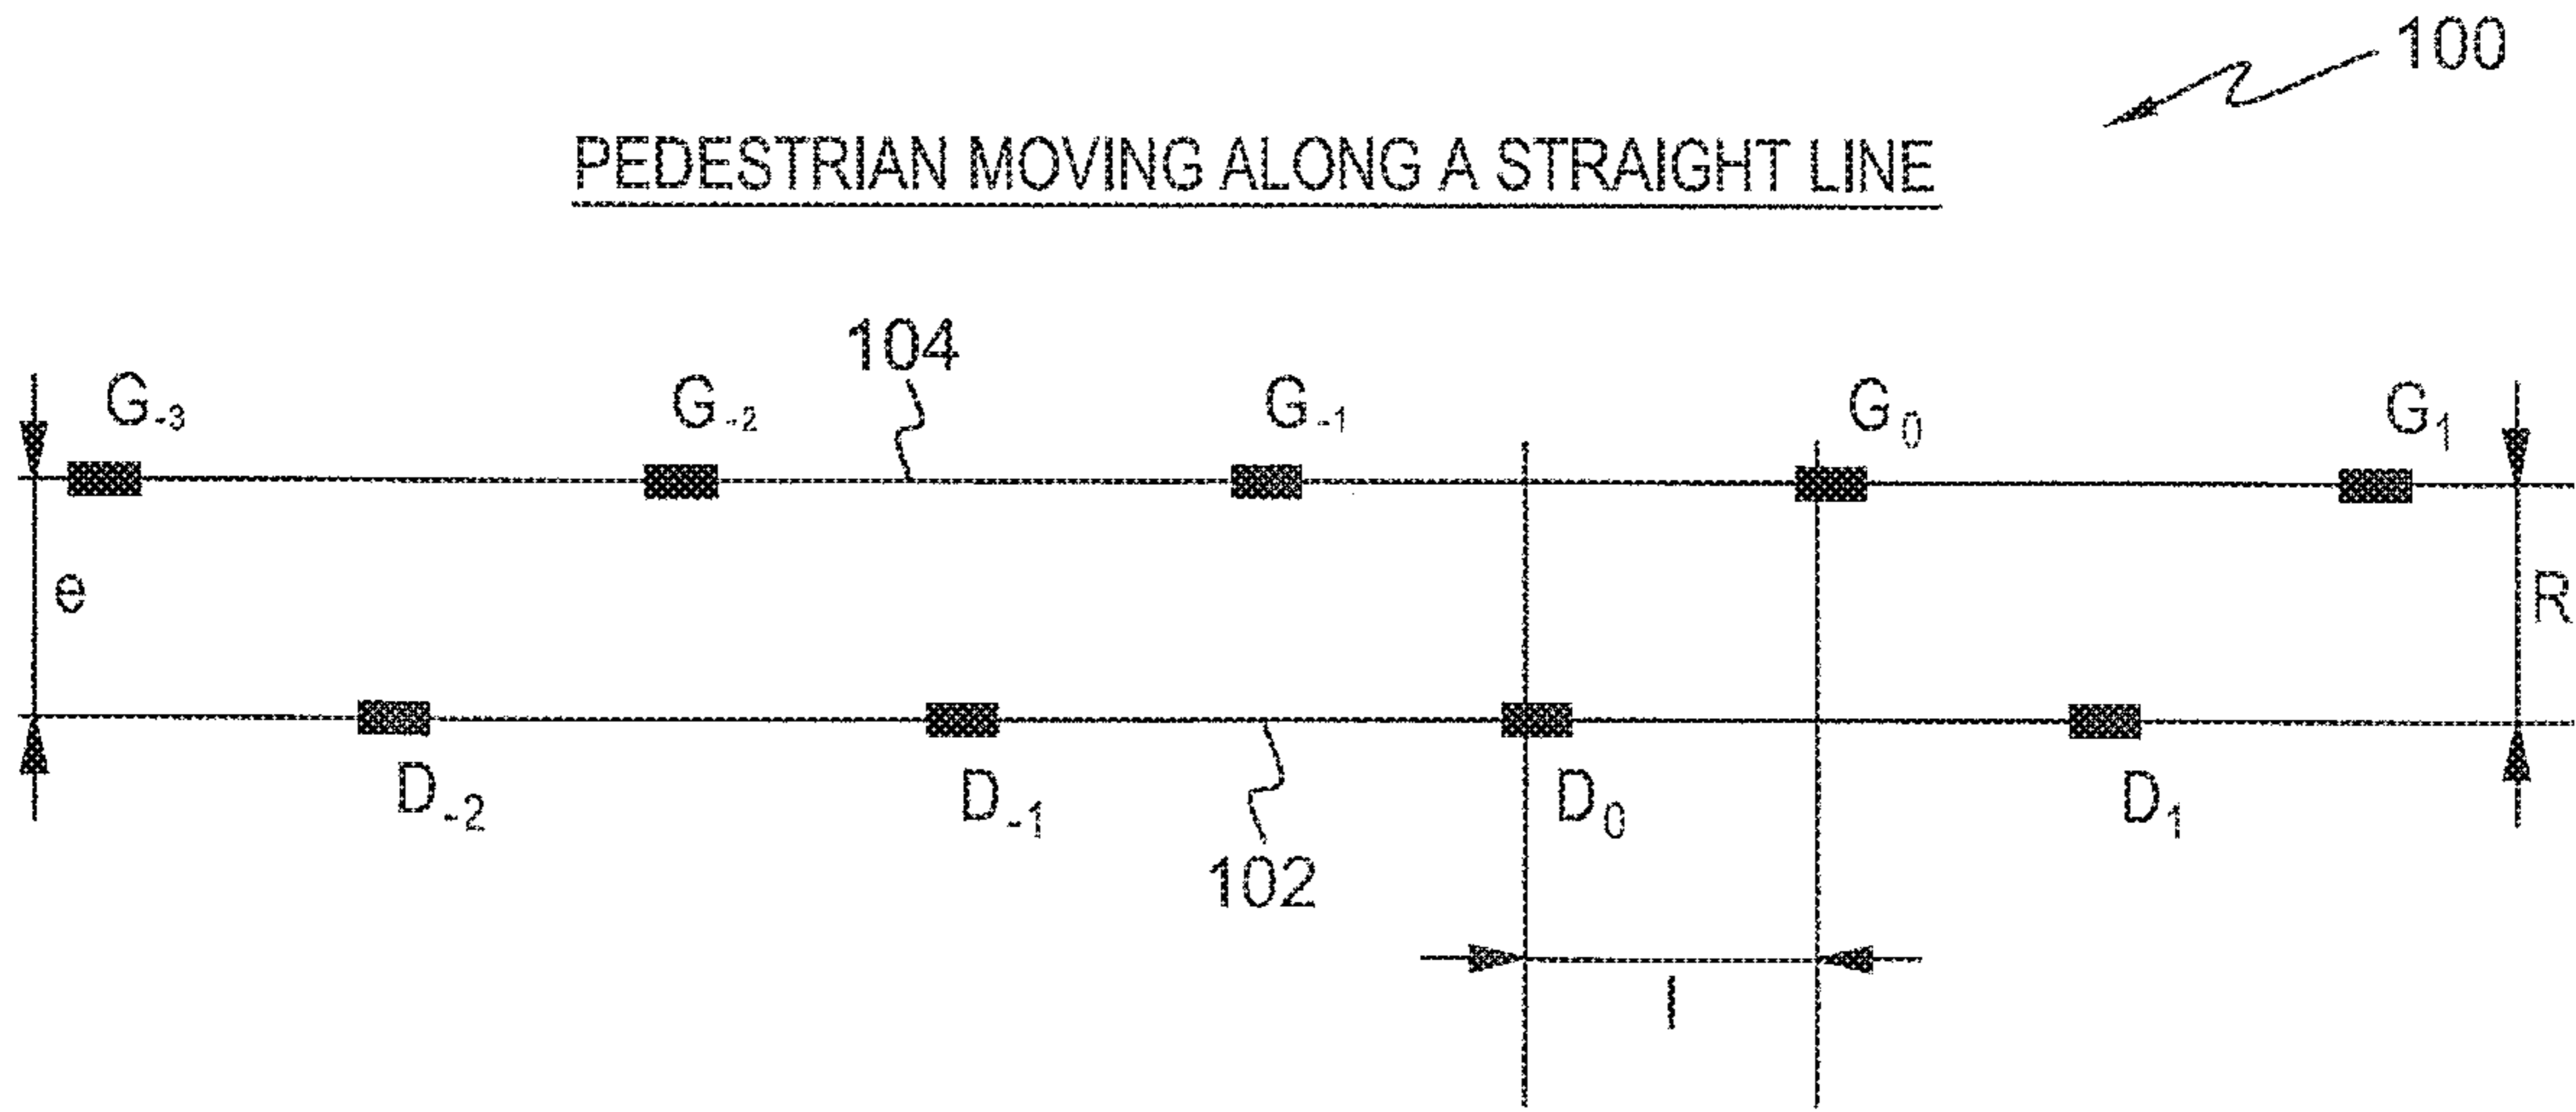 100
PEDESTRIAN MOVING ALONG A STRAIGHT LINE
104
G-3 G-2 G-1 G0 G1
e R
D-2 D-1 D0 D1
102
l